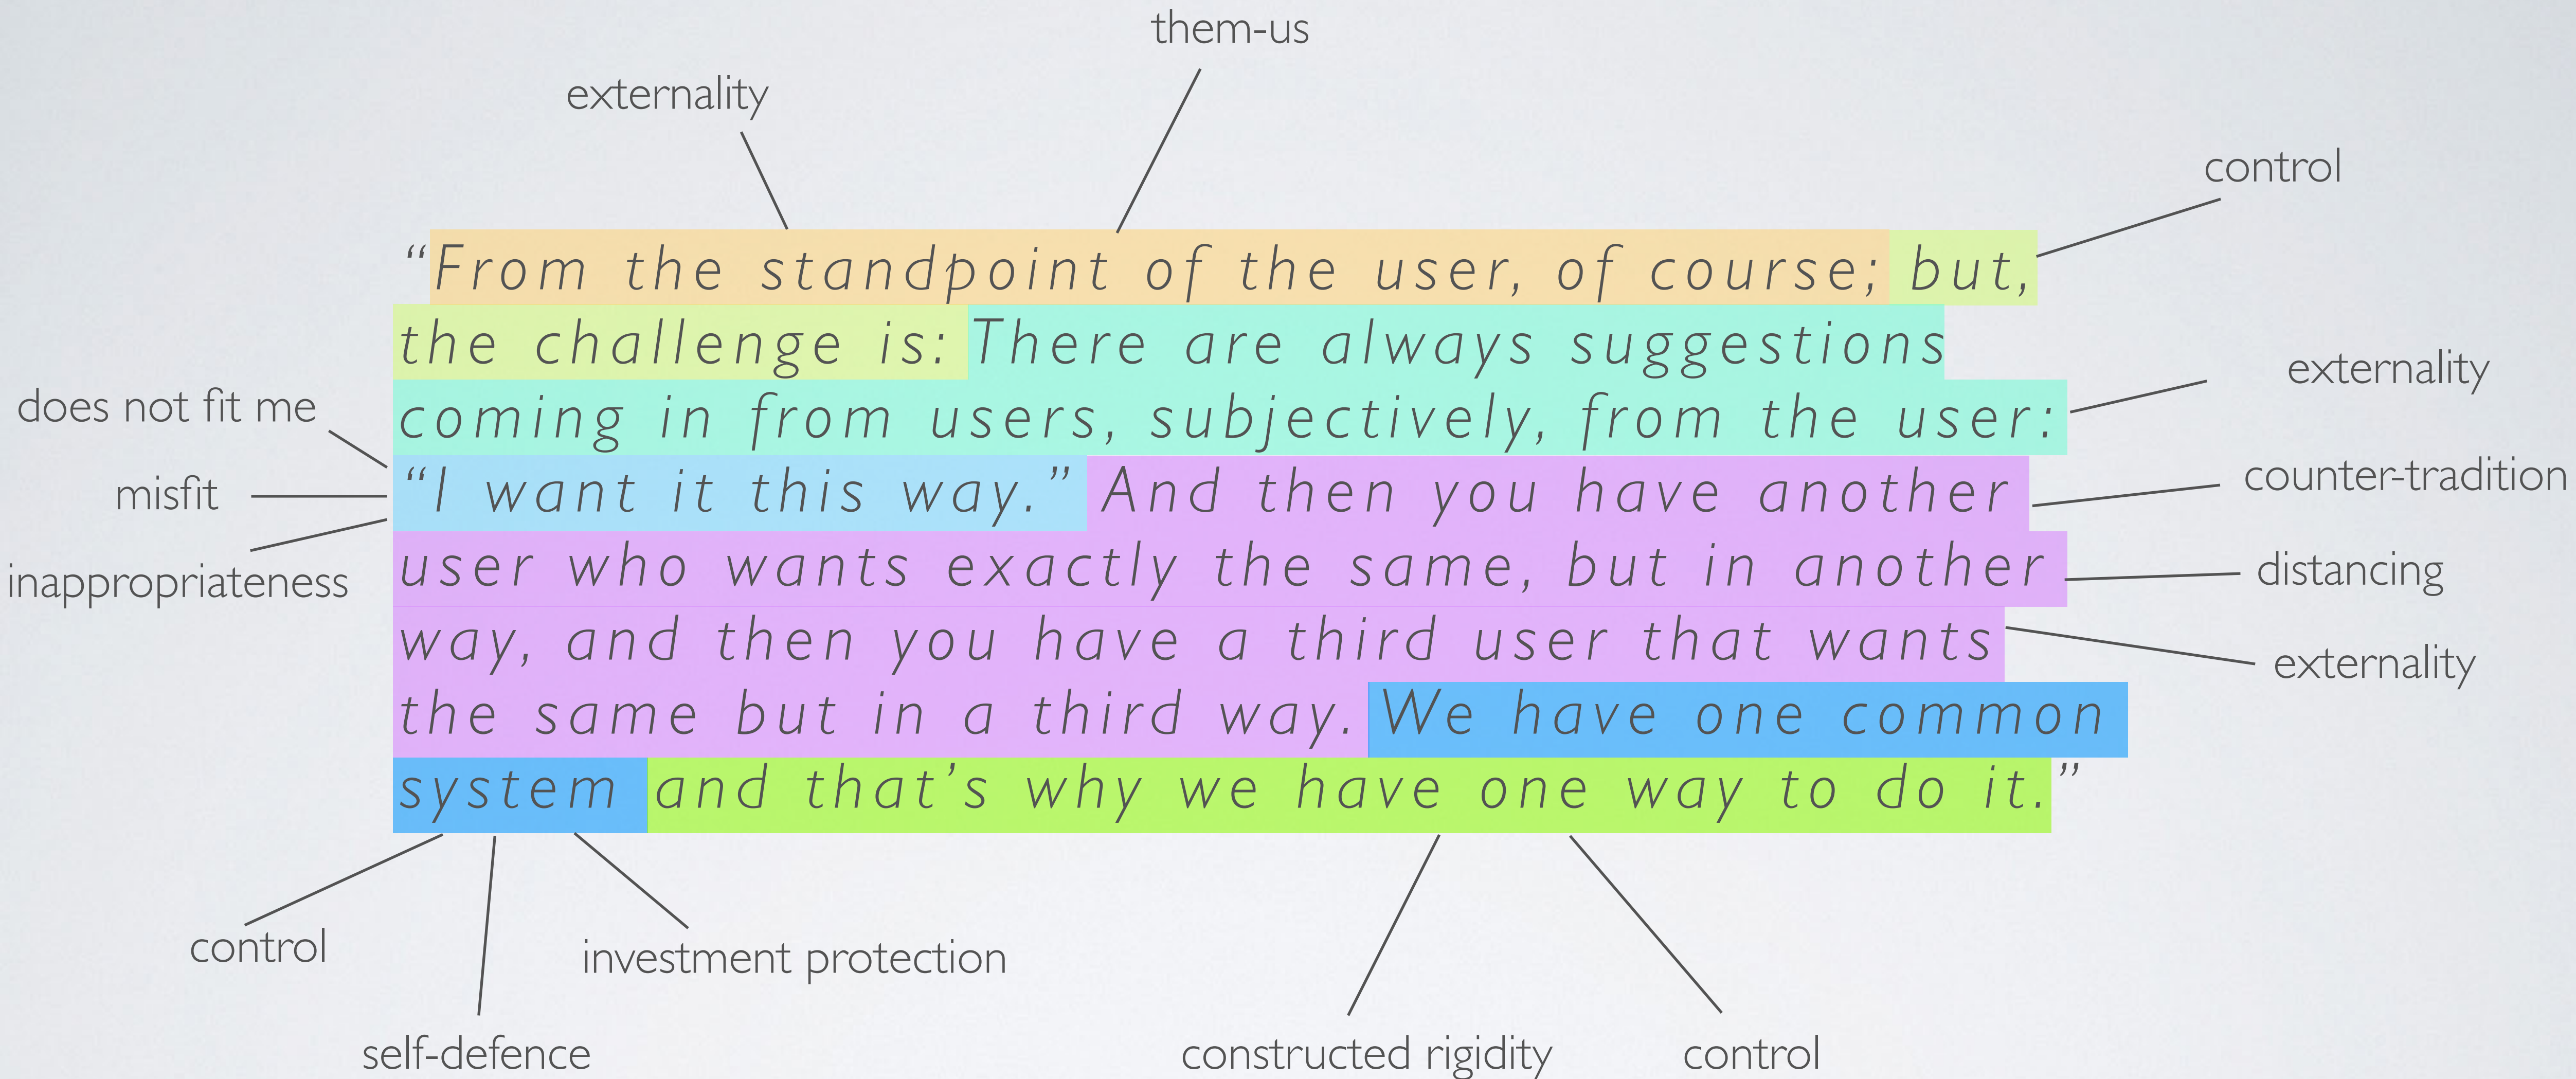 them-us
externality
control
“From the standpoint of the user, of course; but,
the challenge is: There are always suggestions
coming in from users, subjectively, from the user:
“I want it this way.” And then you have another
user who wants exactly the same, but in another
way, and then you have a third user that wants
the same but in a third way. We have one common
system and that’s why we have one way to do it.”
does not fit me
misfit
inappropriateness
externality
counter-tradition
distancing
externality
control
investment protection
self-defence
constructed rigidity
control